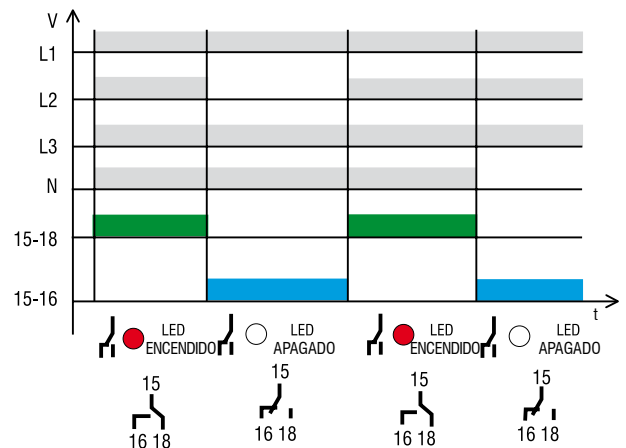 V
L1
L2
L3
N
15-18
15-16
t
LED ENCENDIDO
LED APAGADO
LED ENCENDIDO
LED APAGADO
15
15
15
15
16 18
16 18
16 18
16 18